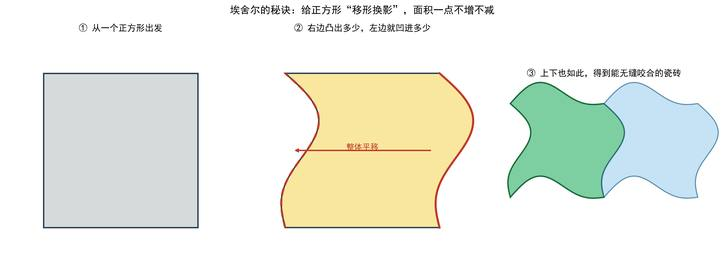 埃舍尔的秘诀：给正方形“移形换影”，面积一点不增不减
① 从一个正方形出发
② 右边凸出多少，左边就凹进多少
③ 上下也如此，得到能无缝咬合的瓷砖
整体平移